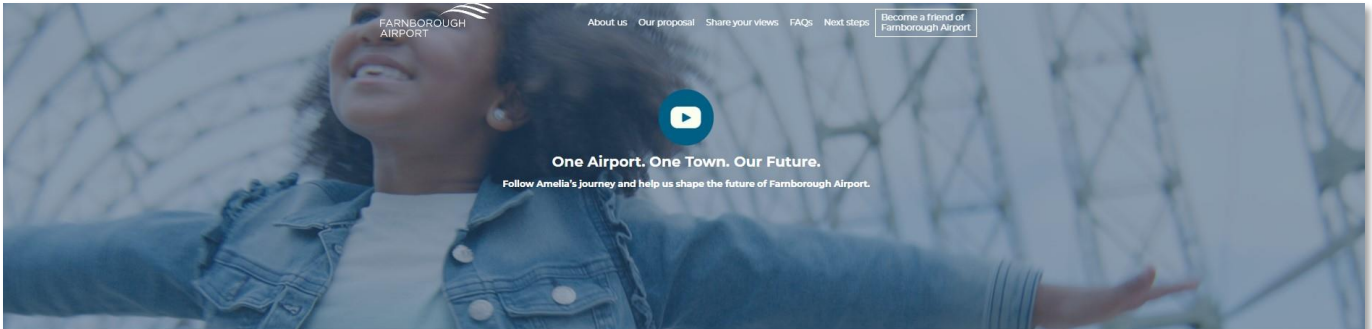 FARNBOROUGH
AIRPORT
About us Our proposal Share your views FAQs Next steps Become a friend of
Farnborough Airport
One Airport. One Town. Our Future.
Follow Amelia's journey and help us shape the future of Farnborough Airport.